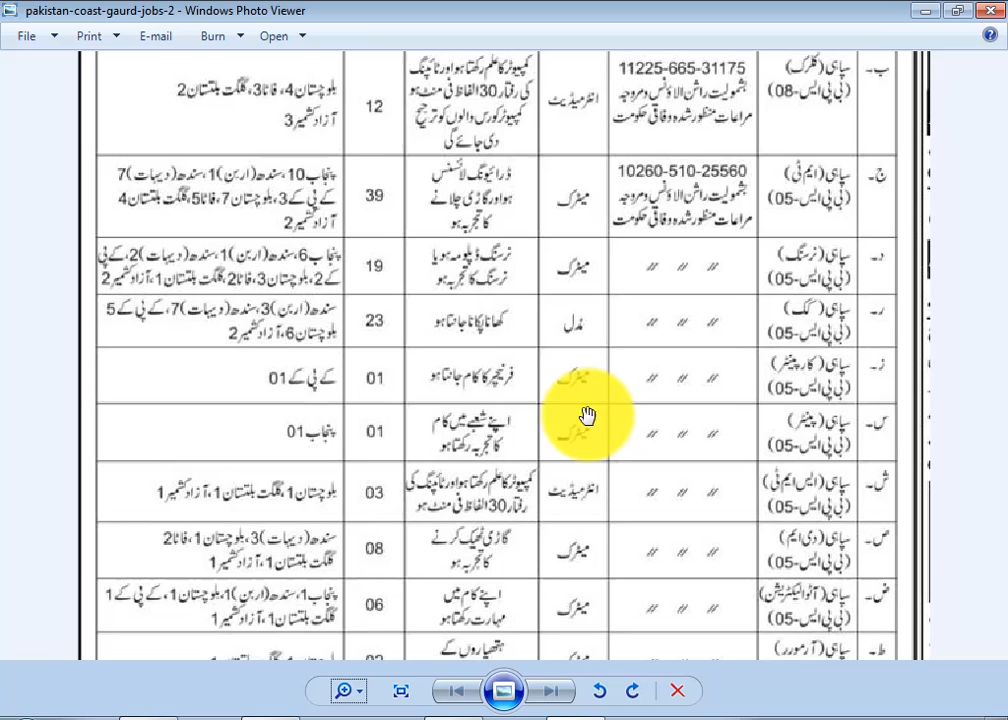 pakistan-coast-gaurd-jobs-2 - Windows Photo Viewer
File Print E-mail Burn Open
ب۔ سپاہی (کلرک) (بی پی ایس-08)
11225-665-31175
بشمولیت راشن الاؤنس و مروجہ
مراعات منظور شدہ وفاقی حکومت
انٹرمیڈیٹ
کمپیوٹر کا علم رکھتا ہو اور ٹائپنگ
کی رفتار 30 الفاظ فی منٹ ہو
کمپیوٹر کورس والوں کو ترجیح
دی جائے گی
12
بلوچستان 4، فاٹا 3، گلگت بلتستان 2
آزاد کشمیر 3
ج۔ سپاہی (ایم ٹی) (بی پی ایس-05)
10260-510-25560
بشمولیت راشن الاؤنس و مروجہ
مراعات منظور شدہ وفاقی حکومت
میٹرک
ڈرائیونگ لائسنس
ہو اور گاڑی چلانے
کا تجربہ ہو
39
پنجاب 10، سندھ (اربن) 1، سندھ (دیہات) 7
کے پی کے 3، بلوچستان 7، فاٹا 5، گلگت بلتستان 4
آزاد کشمیر 2
د۔ سپاہی (نرسنگ) (بی پی ایس-05)
// // //
میٹرک
نرسنگ ڈپلومہ ہو یا
نرسنگ کا تجربہ ہو
19
پنجاب 6، سندھ (اربن) 1، سندھ (دیہات) 2، کے پی
کے 2، بلوچستان 3، فاٹا 2، گلگت بلتستان 1، آزاد کشمیر 2
ر۔ سپاہی (کک) (بی پی ایس-05)
// // //
مڈل
کھانا پکانا جانتا ہو
23
سندھ (اربن) 3، سندھ (دیہات) 7، کے پی کے 5
بلوچستان 6، آزاد کشمیر 2
ز۔ سپاہی (کارپینٹر) (بی پی ایس-05)
// // //
میٹرک
فرنیچر کا کام جانتا ہو
01
کے پی کے 01
س۔ سپاہی (پینٹر) (بی پی ایس-05)
// // //
میٹرک
اپنے شعبے میں کام
کا تجربہ رکھتا ہو
01
پنجاب 01
ش۔ سپاہی (ایس ایم ٹی) (بی پی ایس-05)
// // //
انٹرمیڈیٹ
کمپیوٹر کا علم رکھتا ہو اور ٹائپنگ کی
رفتار 30 الفاظ فی منٹ ہو
03
بلوچستان 1، گلگت بلتستان 1، آزاد کشمیر 1
ص۔ سپاہی (وی ایم) (بی پی ایس-05)
// // //
میٹرک
گاڑی ٹھیک کرنے
کا تجربہ ہو
08
سندھ (دیہات) 3، بلوچستان 1، فاٹا 2
گلگت بلتستان 1، آزاد کشمیر 1
ض۔ سپاہی (آٹو الیکٹریشن) (بی پی ایس-05)
// // //
میٹرک
اپنے کام میں
مہارت رکھتا ہو
06
پنجاب 1، سندھ (اربن) 1، بلوچستان 1، کے پی کے 1
گلگت بلتستان 1، آزاد کشمیر 1
ط۔ سپاہی (آرمورر)
ہتھیاروں کے